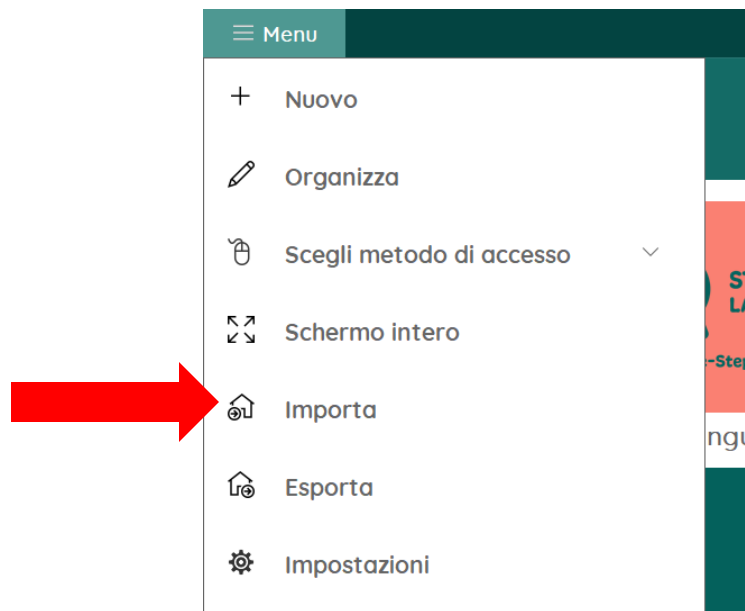 Menu
Nuovo
Organizza
Scegli metodo di accesso
Schermo intero
Importa
Esporta
Impostazioni